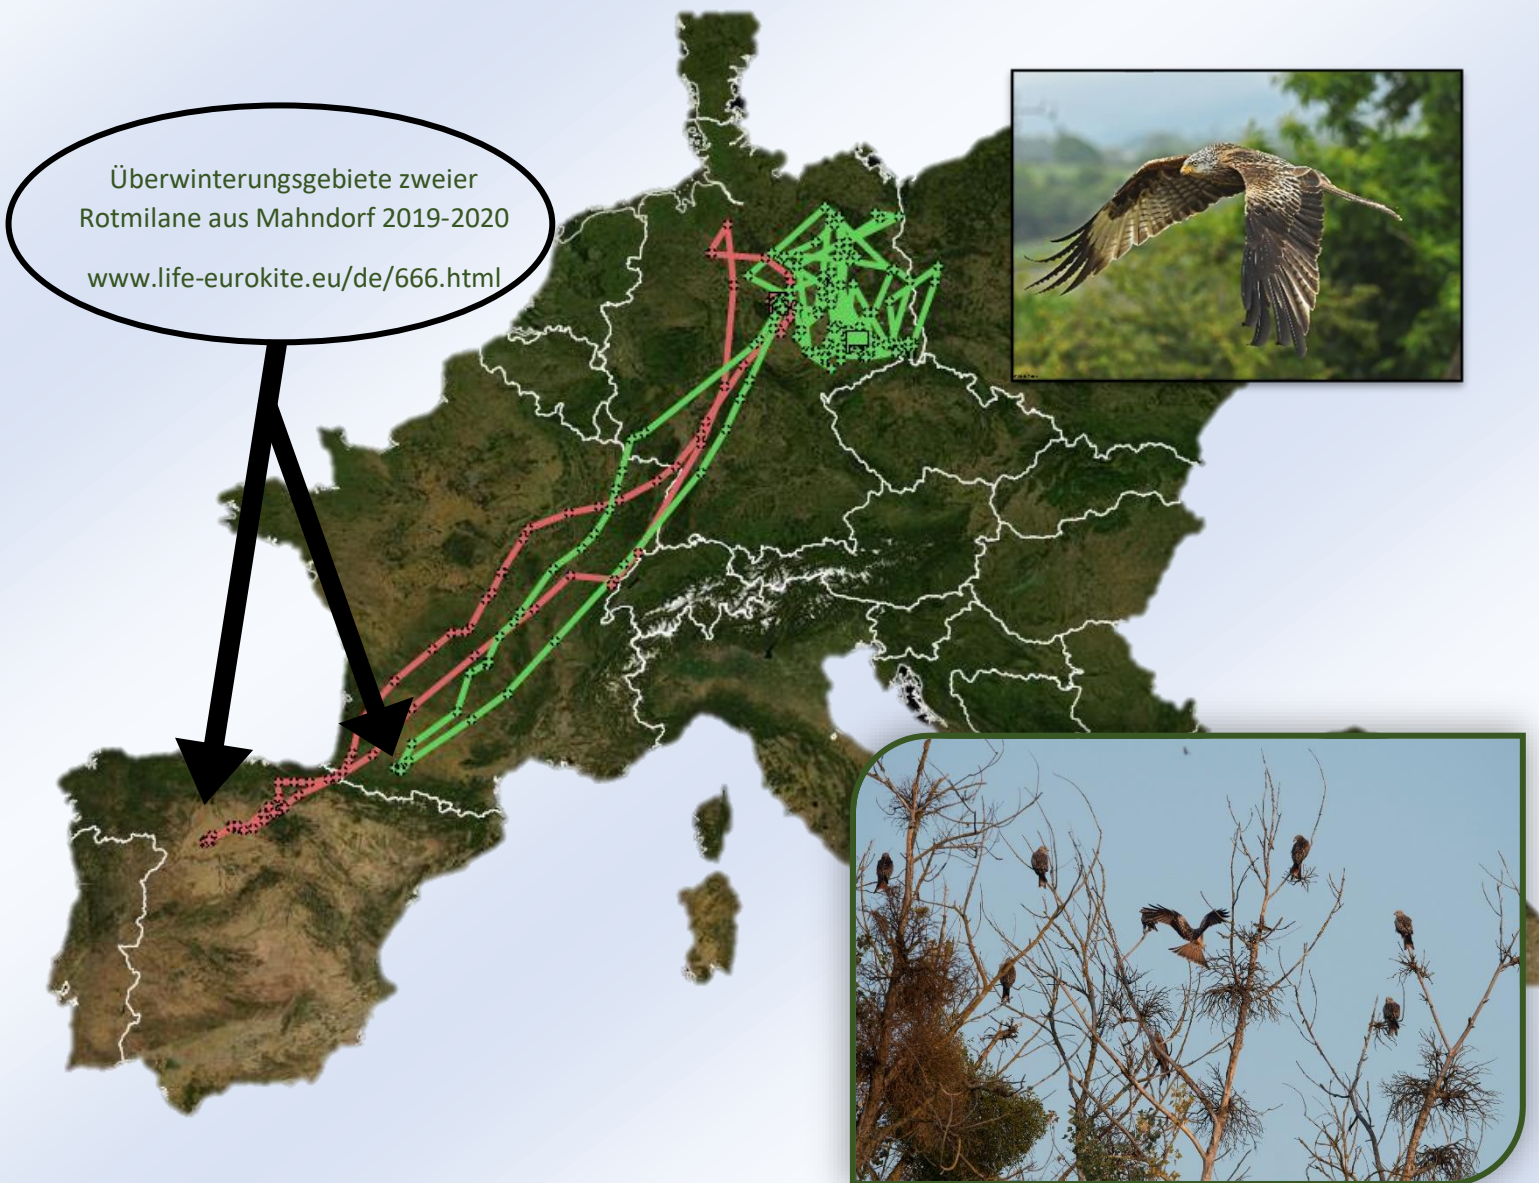 Überwinterungsgebiete zweier
Rotmilane aus Mahndorf 2019-2020
www.life-eurokite.eu/de/666.html